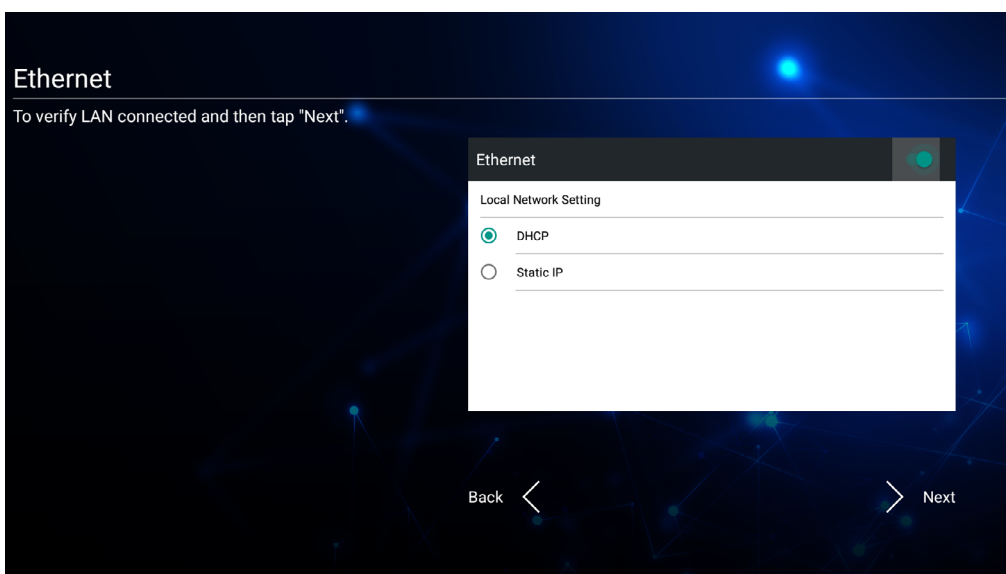 Ethernet
To verify LAN connected and then tap "Next".
Ethernet
Local Network Setting
DHCP
Static IP
Back
Next